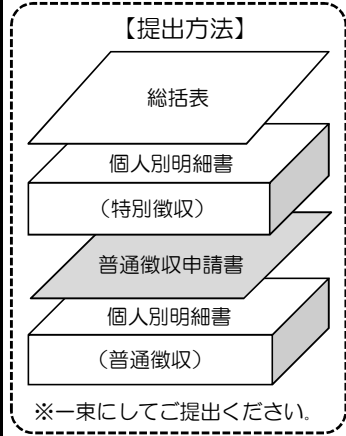 【提出方法】
総括表
個人別明細書
（特別徴収）
普通徴収申請書
個人別明細書
（普通徴収）
※一束にしてご提出ください。